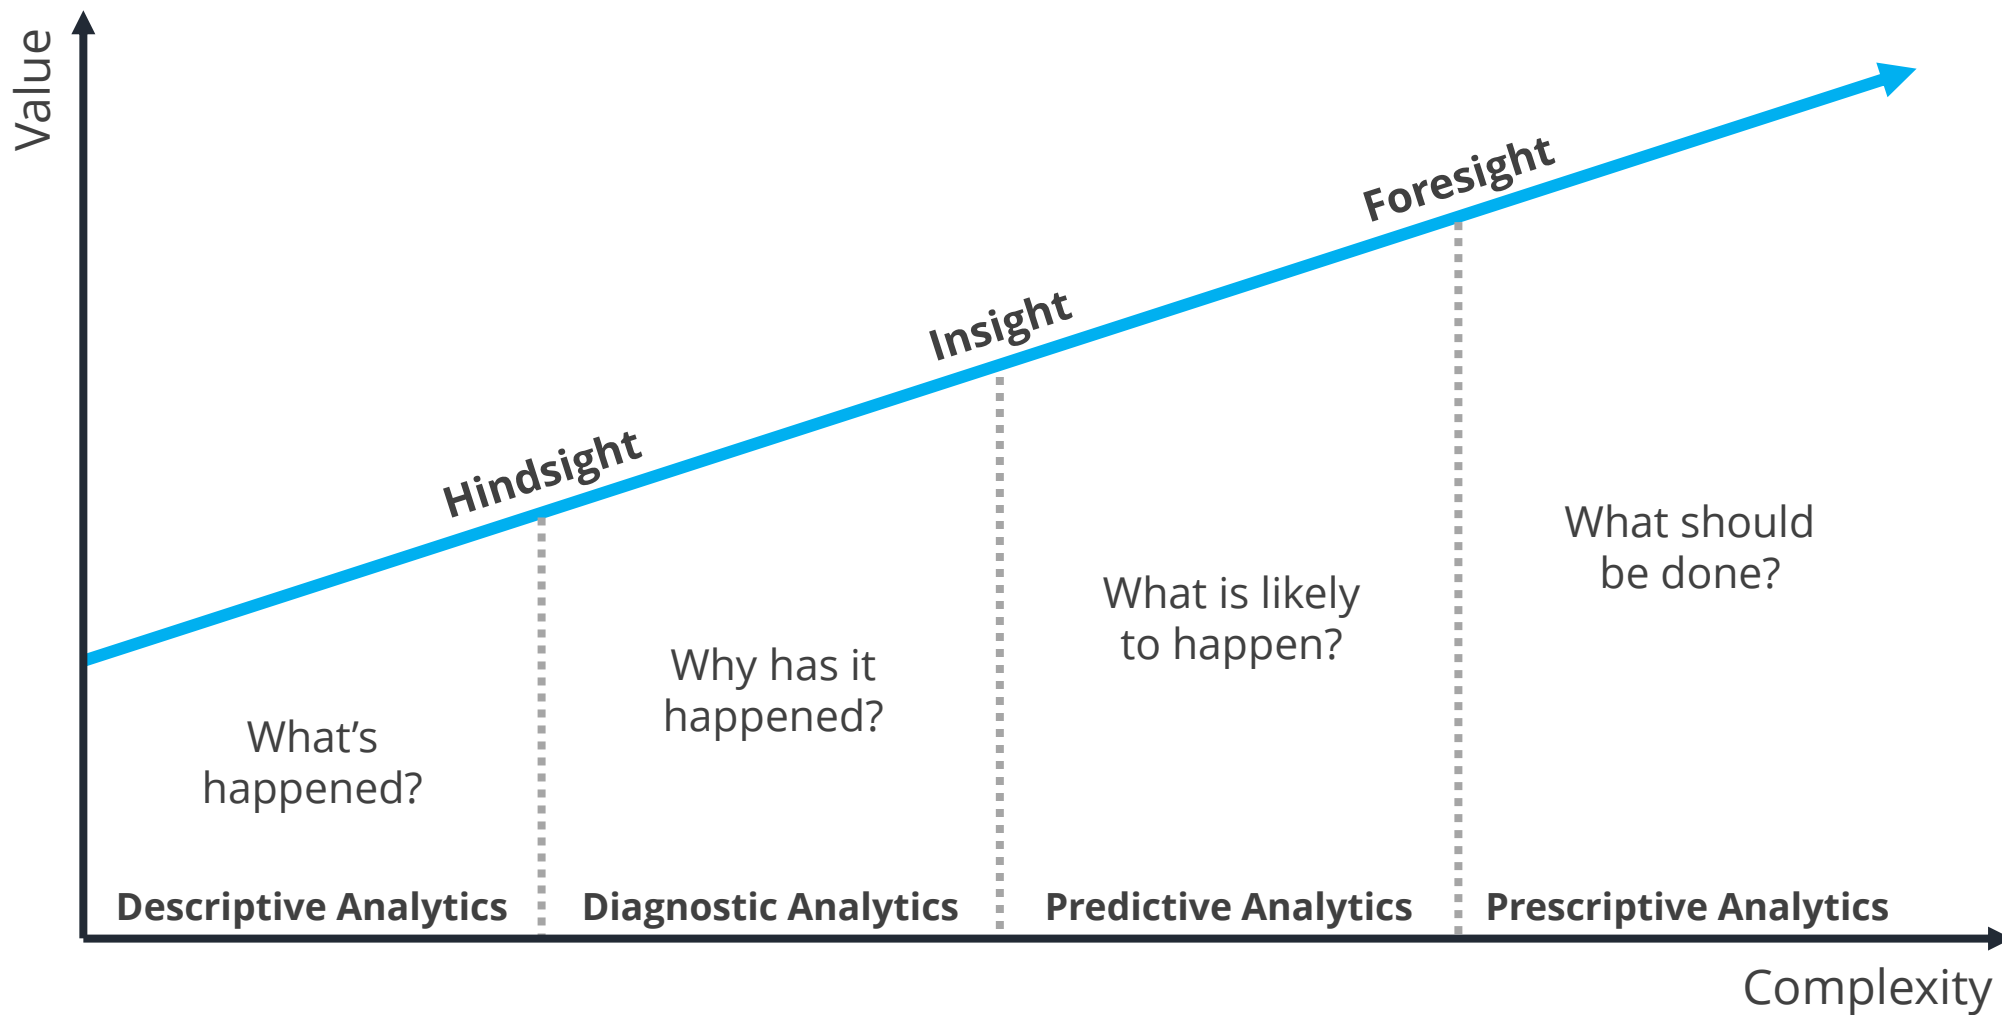 Value
Foresight
Insight
Hindsight
What should
be done?
What is likely
to happen?
Why has it
happened?
What’s
happened?
Descriptive Analytics
Diagnostic Analytics
Predictive Analytics
Prescriptive Analytics
Complexity